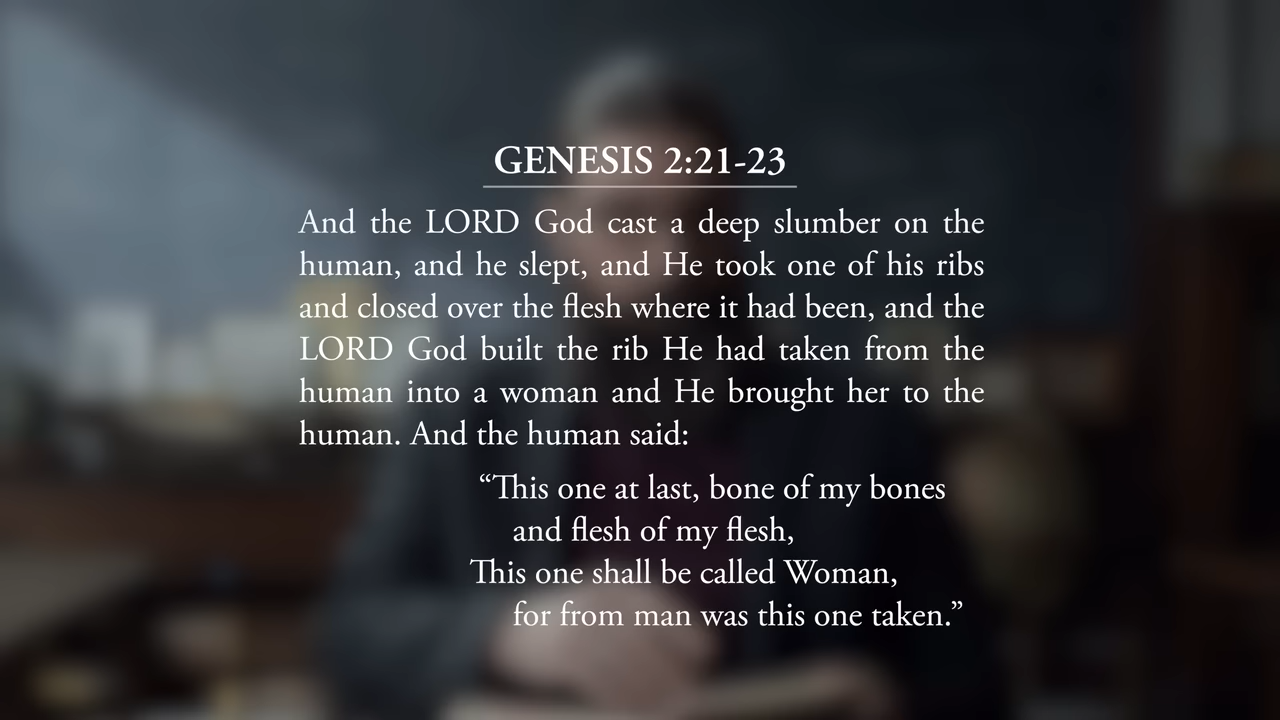 GENESIS 2:21-23
And the LORD God cast a deep slumber on the
human, and he slept, and He took one of his ribs
and closed over the flesh where it had been, and the
LORD God built the rib He had taken from the
human into a woman and He brought her to the
human. And the human said:
“This one at last, bone of my bones
and flesh of my flesh,
This one shall be called Woman,
for from man was this one taken.”